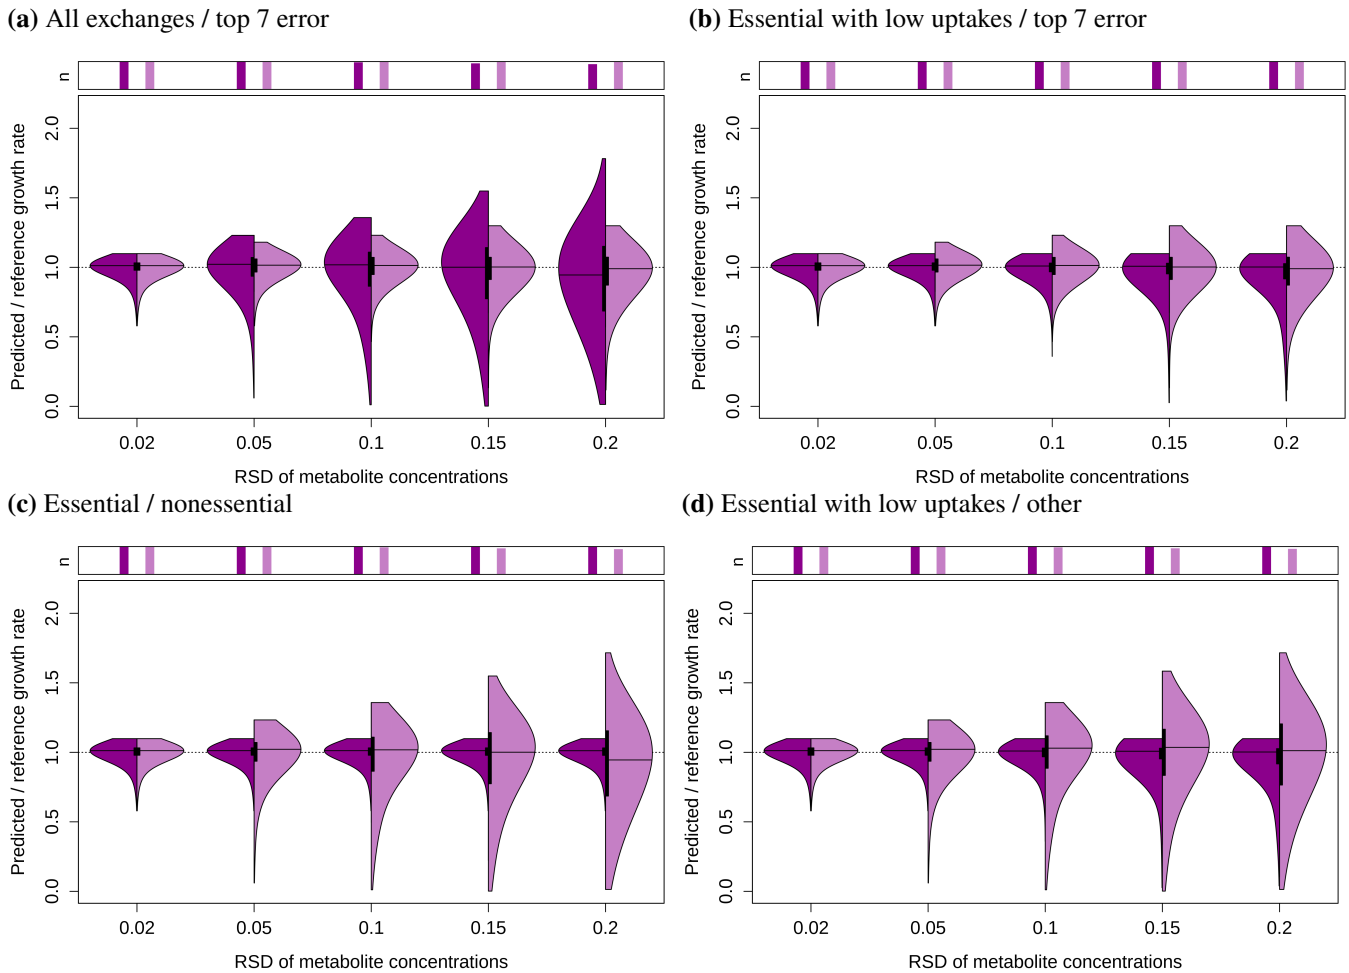 (a) All exchanges / top 7 error
n
Predicted / reference growth rate
2.0
1.5
1.0
0.5
0.0
0.02 0.05 0.1 0.15 0.2
RSD of metabolite concentrations
(b) Essential with low uptakes / top 7 error
n
Predicted / reference growth rate
2.0
1.5
1.0
0.5
0.0
0.02 0.05 0.1 0.15 0.2
RSD of metabolite concentrations
(c) Essential / nonessential
n
Predicted / reference growth rate
2.0
1.5
1.0
0.5
0.0
0.02 0.05 0.1 0.15 0.2
RSD of metabolite concentrations
(d) Essential with low uptakes / other
n
Predicted / reference growth rate
2.0
1.5
1.0
0.5
0.0
0.02 0.05 0.1 0.15 0.2
RSD of metabolite concentrations